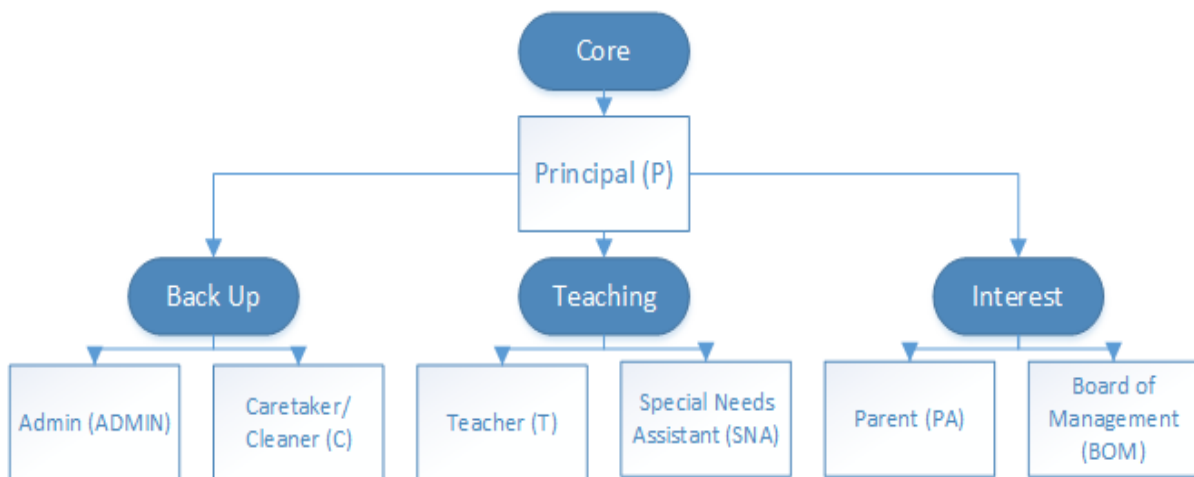 Core
Principal (P)
Back Up
Teaching
Interest
Admin (ADMIN)
Caretaker/
Cleaner (C)
Teacher (T)
Special Needs
Assistant (SNA)
Parent (PA)
Board of
Management
(BOM)